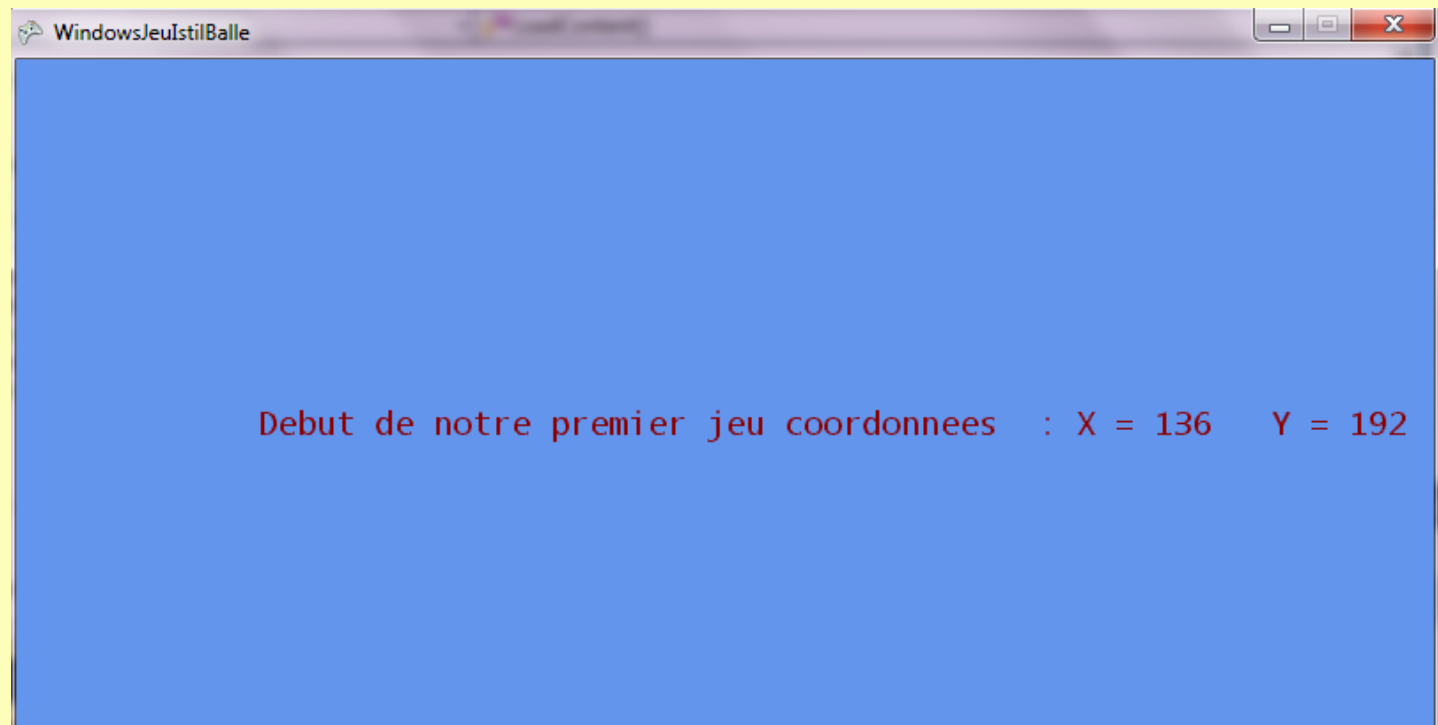 WindowsJeuIstilBalle
Debut de notre premier jeu coordonnees  : X = 136   Y = 192